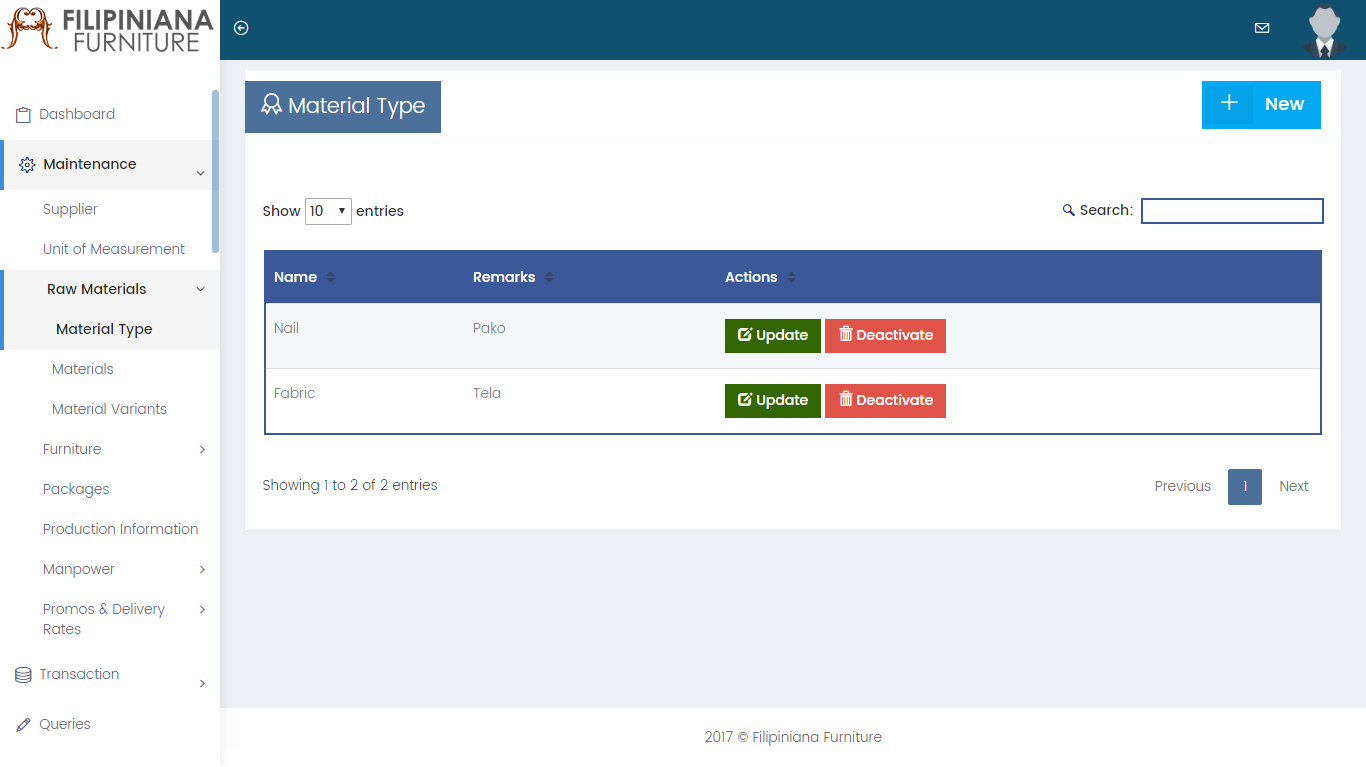 FILIPINIANA
FURNITURE
Dashboard
Maintenance
Supplier
Unit of Measurement
Raw Materials
Material Type
Materials
Material Variants
Furniture
Packages
Production Information
Manpower
Promos & Delivery
Rates
Transaction
Queries
Material Type
New
Show 10 entries
Search:
Name Remarks Actions
Nail Pako Update Deactivate
Fabric Tela Update Deactivate
Showing 1 to 2 of 2 entries
Previous 1 Next
2017 © Filipiniana Furniture